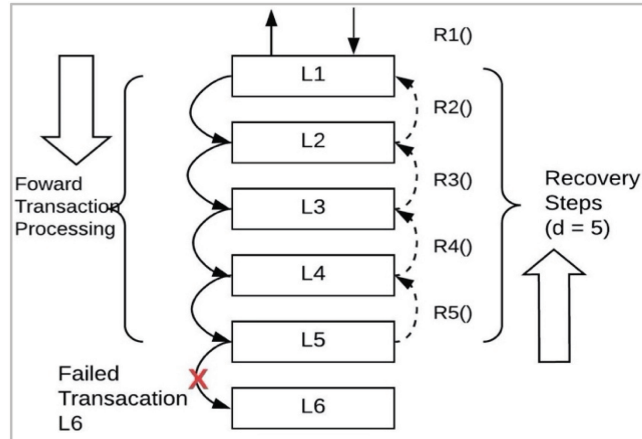 R1()
L1
R2()
L2
Foward
Transaction
Processing
R3()
L3
Recovery
Steps
(d = 5)
R4()
L4
R5()
L5
Failed
Transacation
L6
L6